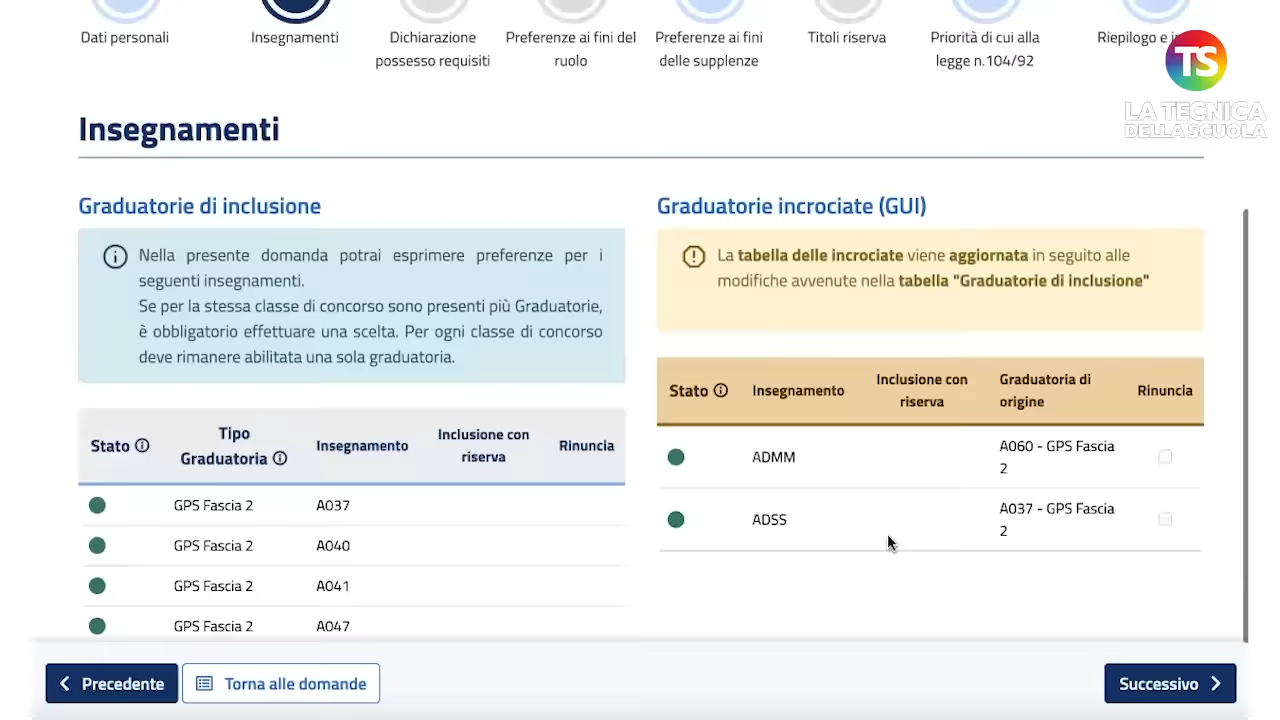 Dati personali
Insegnamenti
Dichiarazione
possesso requisiti
Preferenze ai fini del
ruolo
Preferenze ai fini
delle supplenze
Titoli riserva
Priorità di cui alla
legge n.104/92
Riepilogo e
TS
LA TECNICA
DELLA SCUOLA
Insegnamenti
Graduatorie di inclusione
Nella presente domanda potrai esprimere preferenze per i
seguenti insegnamenti.
Se per la stessa classe di concorso sono presenti più Graduatorie,
è obbligatorio effettuare una scelta. Per ogni classe di concorso
deve rimanere abilitata una sola graduatoria.
Stato
Tipo
Graduatoria
Insegnamento
Inclusione con
riserva
Rinuncia
GPS Fascia 2 A037
GPS Fascia 2 A040
GPS Fascia 2 A041
GPS Fascia 2 A047
Graduatorie incrociate (GUI)
La tabella delle incrociate viene aggiornata in seguito alle
modifiche avvenute nella tabella "Graduatorie di inclusione"
Stato
Insegnamento
Inclusione con
riserva
Graduatoria di
origine
Rinuncia
ADMM A060 - GPS Fascia
2
ADSS A037 - GPS Fascia
2
Precedente
Torna alle domande
Successivo